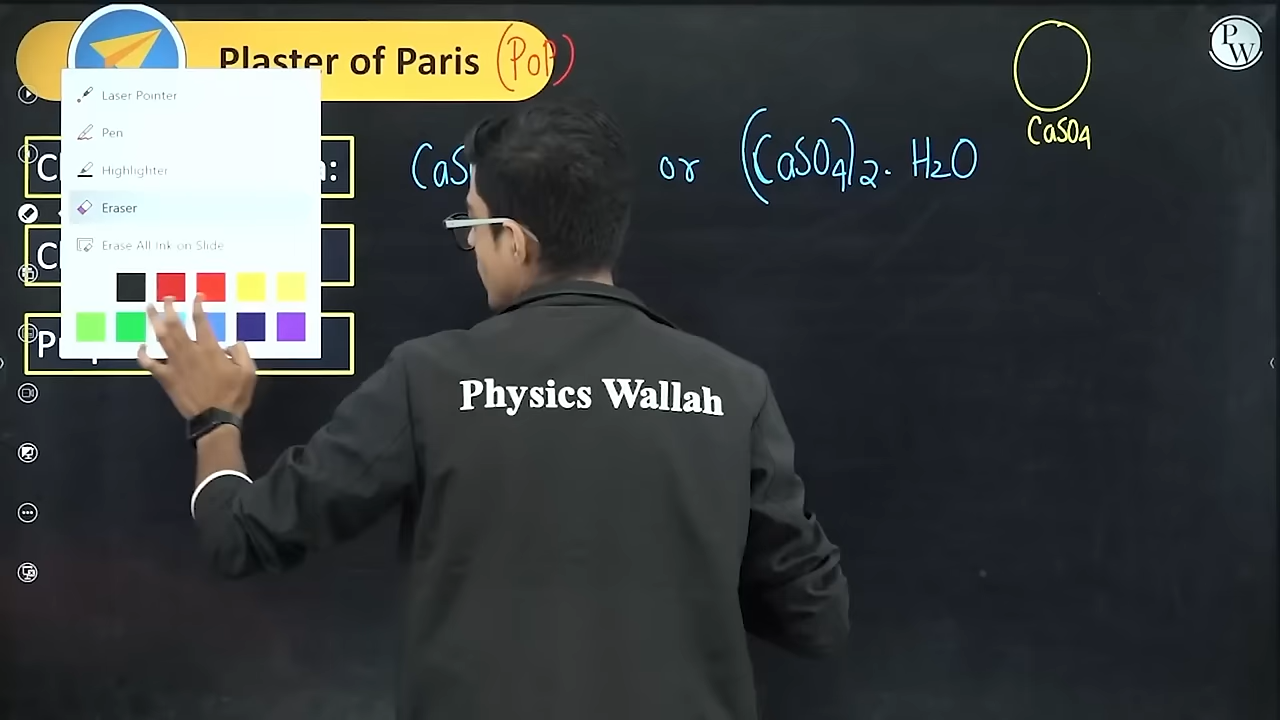 Plaster of Paris (PoP)
P
W
CaSO4
Laser Pointer
Pen
Highlighter
Eraser
Erase All Ink on Slide
CaS
or (CaSO4)2. H2O
Physics Wallah